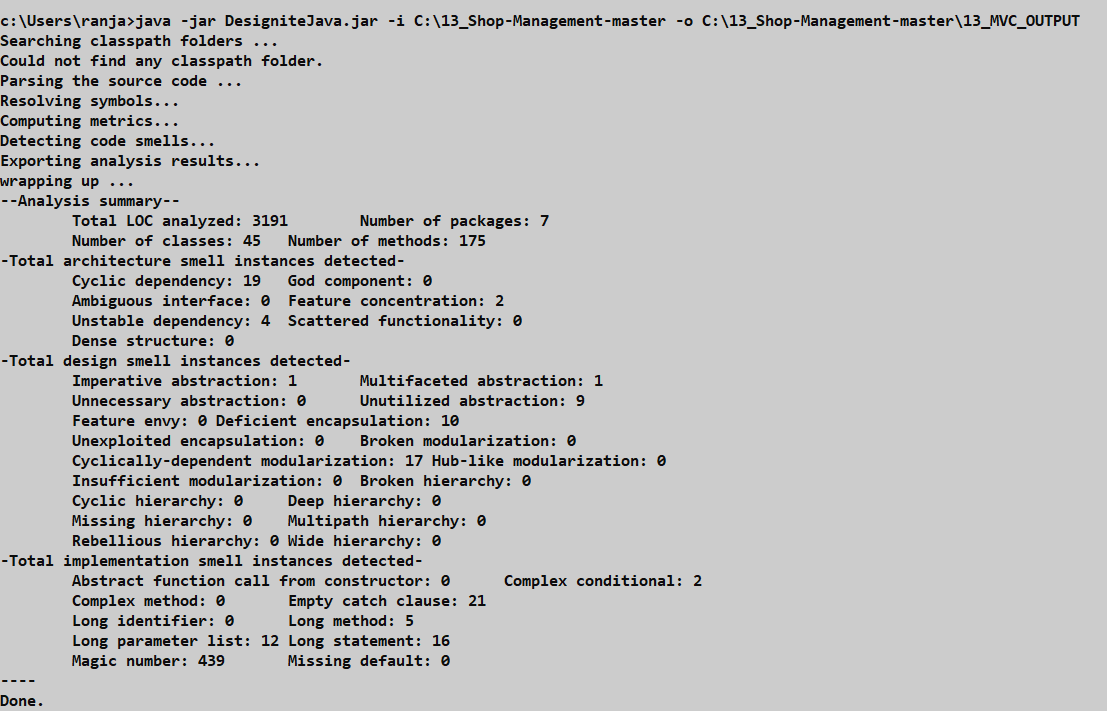 c:\Users\ranja>java -jar DesigniteJava.jar -i C:\13_Shop-Management-master -o C:\13_Shop-Management-master\13_MVC_OUTPUT
Searching classpath folders ...
Could not find any classpath folder.
Parsing the source code ...
Resolving symbols...
Computing metrics...
Detecting code smells...
Exporting analysis results...
wrapping up ...
--Analysis summary--
        Total LOC analyzed: 3191        Number of packages: 7
        Number of classes: 45   Number of methods: 175
-Total architecture smell instances detected-
        Cyclic dependency: 19   God component: 0
        Ambiguous interface: 0  Feature concentration: 2
        Unstable dependency: 4  Scattered functionality: 0
        Dense structure: 0
-Total design smell instances detected-
        Imperative abstraction: 1       Multifaceted abstraction: 1
        Unnecessary abstraction: 0      Unutilized abstraction: 9
        Feature envy: 0 Deficient encapsulation: 10
        Unexploited encapsulation: 0    Broken modularization: 0
        Cyclically-dependent modularization: 17 Hub-like modularization: 0
        Insufficient modularization: 0  Broken hierarchy: 0
        Cyclic hierarchy: 0     Deep hierarchy: 0
        Missing hierarchy: 0    Multipath hierarchy: 0
        Rebellious hierarchy: 0 Wide hierarchy: 0
-Total implementation smell instances detected-
        Abstract function call from constructor: 0      Complex conditional: 2
        Complex method: 0       Empty catch clause: 21
        Long identifier: 0      Long method: 5
        Long parameter list: 12 Long statement: 16
        Magic number: 439       Missing default: 0
----
Done.